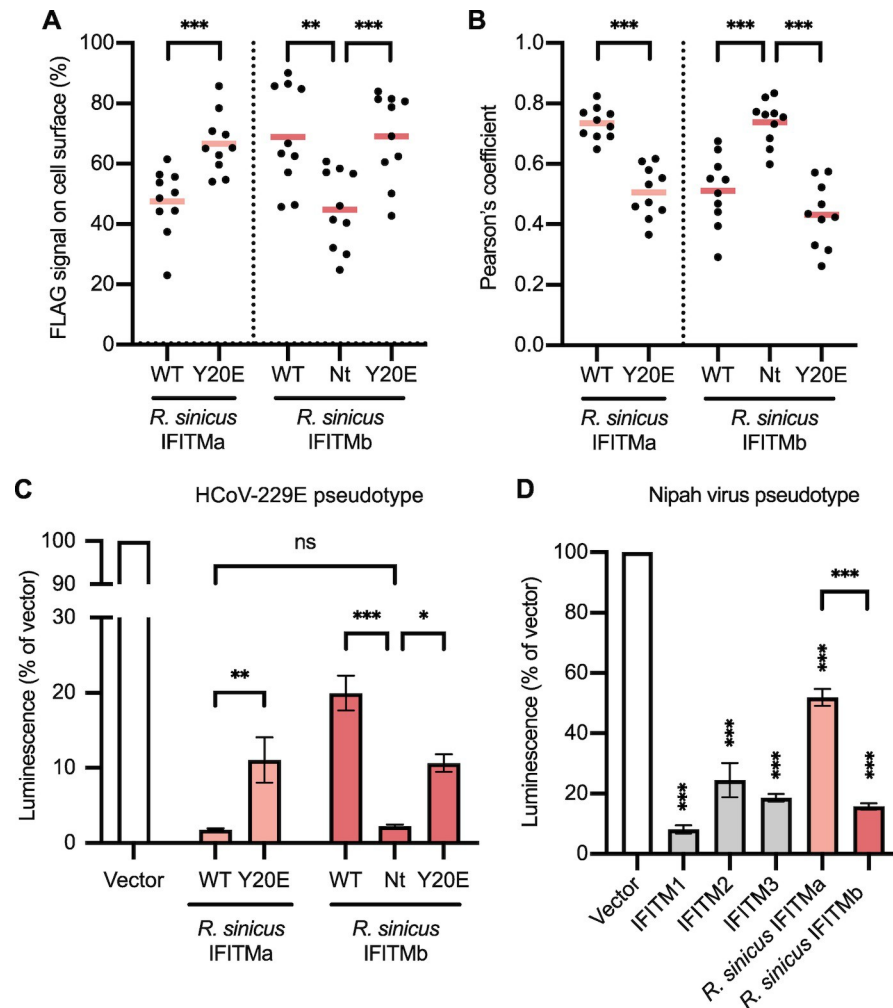 A
FLAG signal on cell surface (%)
100
80
60
40
20
0
***
**
***
WT Y20E WT Nt Y20E
R. sinicus R. sinicus
IFITMa IFITMb
B
Pearson's coefficient
1.0
0.8
0.6
0.4
0.2
0.0
***
***
***
WT Y20E WT Nt Y20E
R. sinicus R. sinicus
IFITMa IFITMb
C
HCoV-229E pseudotype
Luminescence (% of vector)
100
90
30
20
10
0
ns
**
***
*
Vector WT Y20E WT Nt Y20E
R. sinicus R. sinicus
IFITMa IFITMb
D
Nipah virus pseudotype
Luminescence (% of vector)
100
80
60
40
20
0
***
***
***
***
***
***
Vector
IFITM1
IFITM2
IFITM3
R. sinicus IFITMa
R. sinicus IFITMb